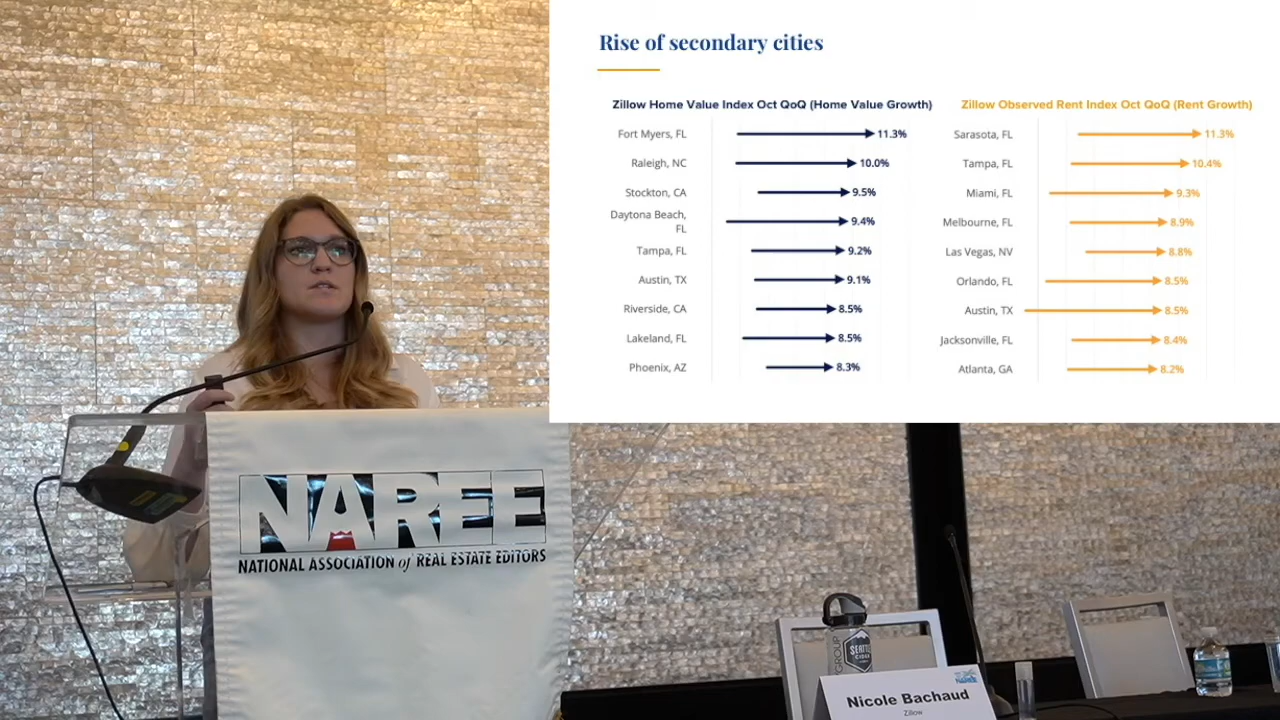 Rise of secondary cities
Zillow Home Value Index Oct QoQ (Home Value Growth)
Fort Myers, FL 11.3%
Raleigh, NC 10.0%
Stockton, CA 9.5%
Daytona Beach,
FL 9.4%
Tampa, FL 9.2%
Austin, TX 9.1%
Riverside, CA 8.5%
Lakeland, FL 8.5%
Phoenix, AZ 8.3%
Zillow Observed Rent Index Oct QoQ (Rent Growth)
Sarasota, FL 11.3%
Tampa, FL 10.4%
Miami, FL 9.3%
Melbourne, FL 8.9%
Las Vegas, NV 8.8%
Orlando, FL 8.5%
Austin, TX 8.5%
Jacksonville, FL 8.4%
Atlanta, GA 8.2%
NAREE
NATIONAL ASSOCIATION of REAL ESTATE EDITORS
GROUP
SEATTLE
CIDER
NAREE
Nicole Bachaud
Zillow